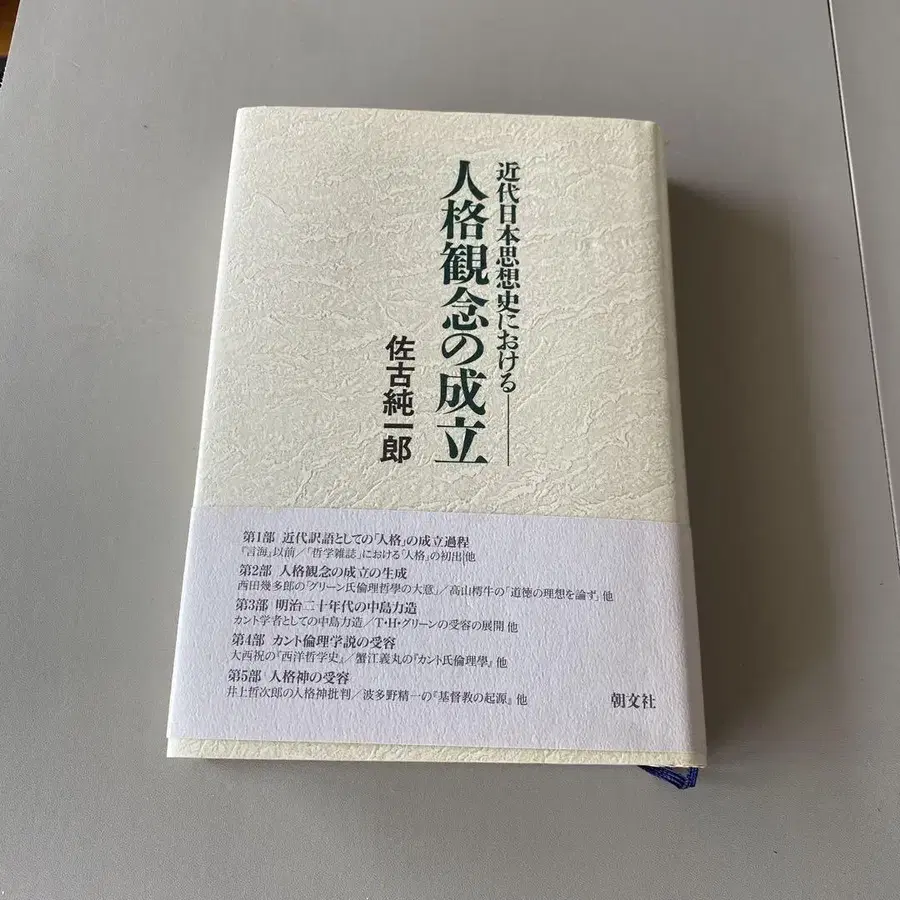 近代日本思想史における――
人格観念の成立
佐古純一郎
第1部 近代訳語としての「人格」の成立過程
『言海』以前/「哲学雑誌」における「人格」の初出他
第2部 人格観念の成立の生成
西田幾多郎の「グリーン氏倫理哲学の大意」/高山樗牛の「道徳の理想を論ず」他
第3部 明治二十年代の中島力造
カント学者としての中島力造/T・H・グリーンの受容の展開 他
第4部 カント倫理学説の受容
大西祝の『西洋哲学史』/蟹江義丸の『カント氏倫理學』他
第5部 人格神の受容
井上哲次郎の人格神批判/波多野精一の『基督教の起源』他
朝文社